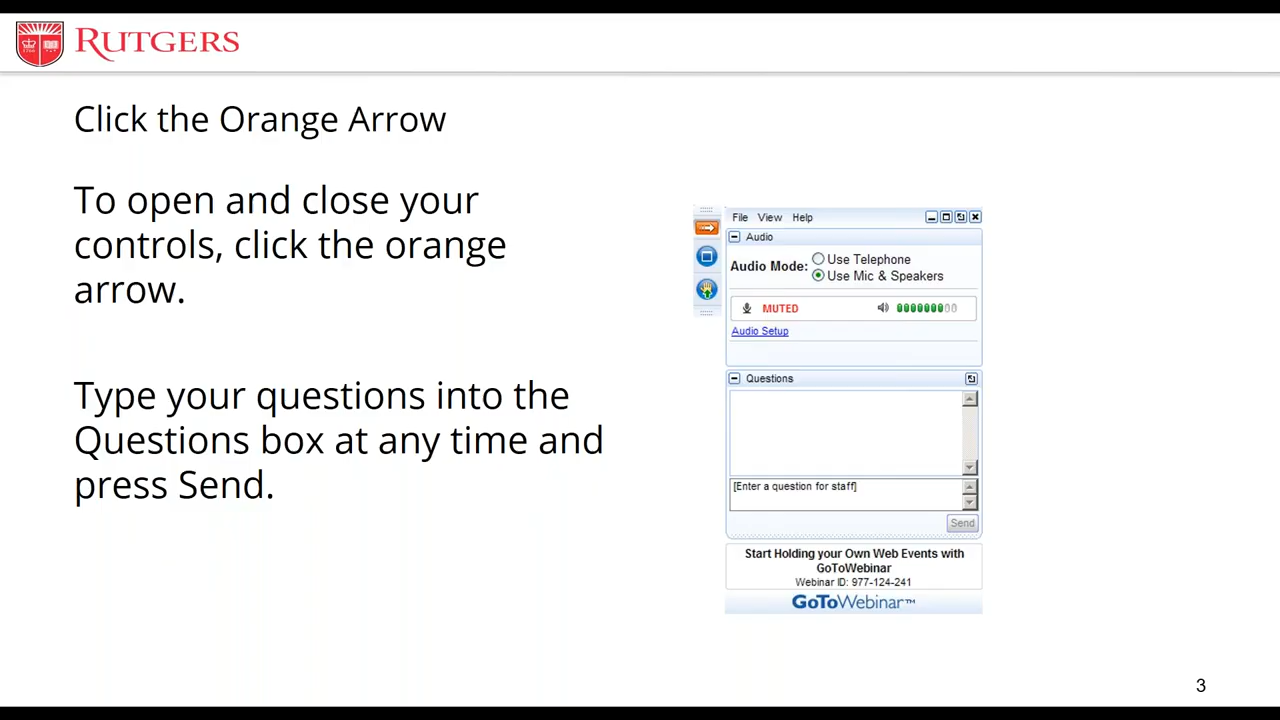 RUTGERS
Click the Orange Arrow
To open and close your
controls, click the orange
arrow.
Type your questions into the
Questions box at any time and
press Send.
File View Help
Audio
Audio Mode:
Use Telephone
Use Mic & Speakers
MUTED
Audio Setup
Questions
[Enter a question for staff]
Send
Start Holding your Own Web Events with
GoToWebinar
Webinar ID: 977-124-241
GoToWebinar™
3